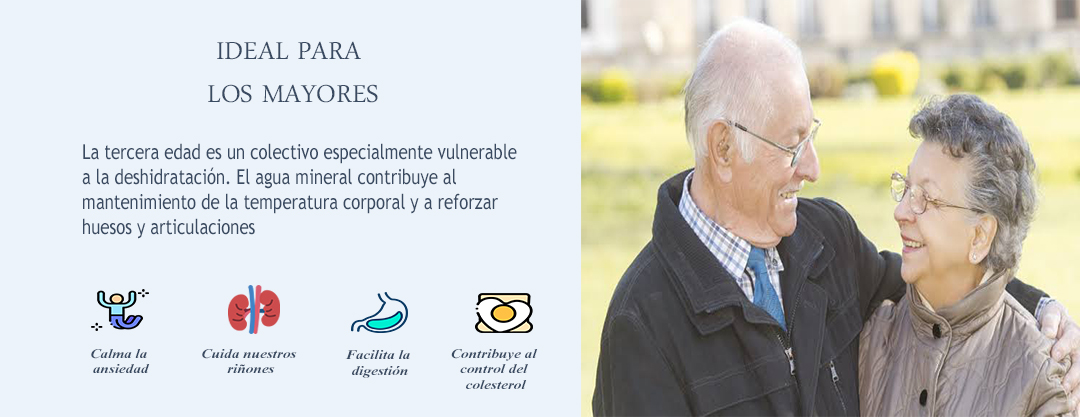 IDEAL PARA
LOS MAYORES
La tercera edad es un colectivo especialmente vulnerable
a la deshidratación. El agua mineral contribuye al
mantenimiento de la temperatura corporal y a reforzar
huesos y articulaciones
Calma la
ansiedad
Cuida nuestros
riñones
Facilita la
digestión
Contribuye al
control del
colesterol